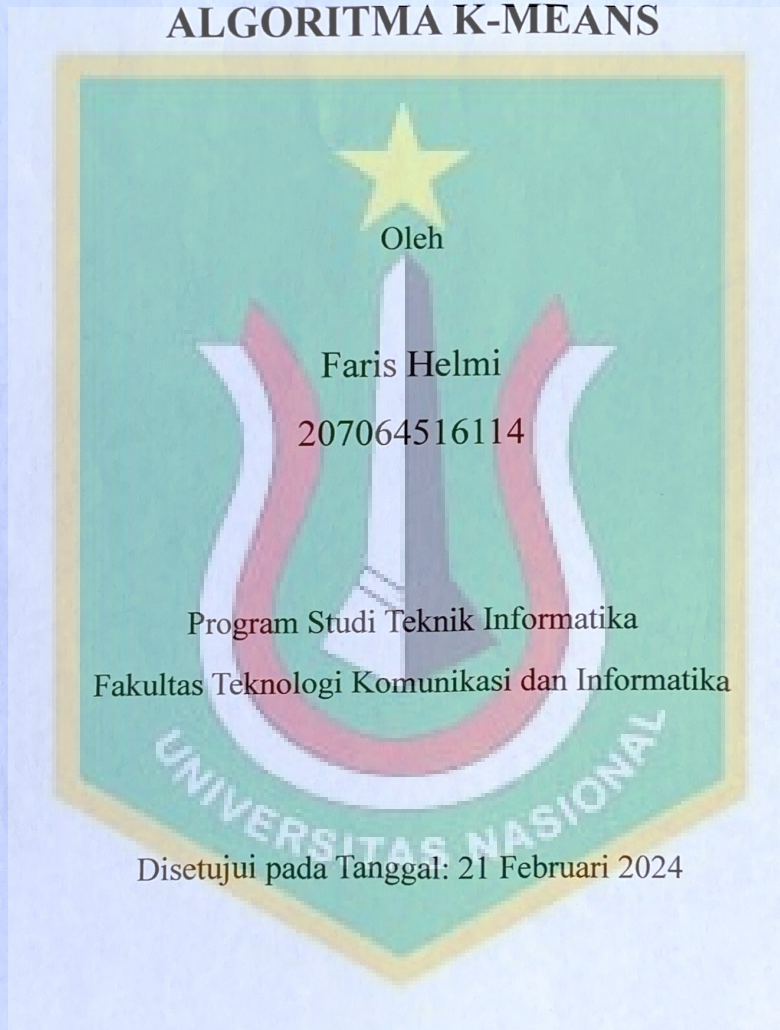 ALGORITMA K-MEANS
Oleh
Faris Helmi
207064516114
Program Studi Teknik Informatika
Fakultas Teknologi Komunikasi dan Informatika
UNIVERSITAS NASIONAL
Disetujui pada Tanggal: 21 Februari 2024